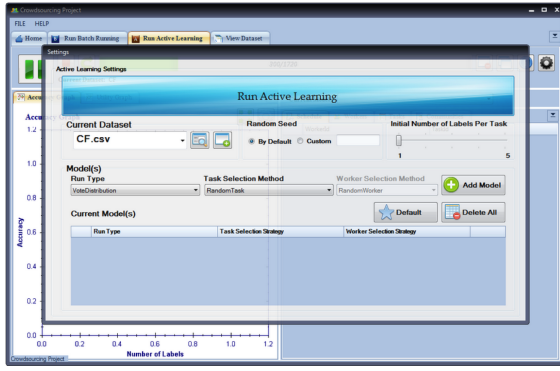 Crowdsourcing Project
FILE HELP
Home Run Batch Running Run Active Learning View Dataset
Settings
Active Learning Settings
Run Active Learning
Current Dataset
CF.csv
Random Seed
By Default Custom
Initial Number of Labels Per Task
1 5
Model(s)
Run Type Task Selection Method Worker Selection Method
VoteDistribution RandomTask RandomWorker Add Model
Current Model(s) Default Delete All
Run Type Task Selection Strategy Worker Selection Strategy
Accuracy
1.2
1.0
0.8
0.6
0.4
0.2
0.0
0.0 0.2 0.4 0.6 0.8 1.0 1.2
Number of Labels
Crowdsourcing Project